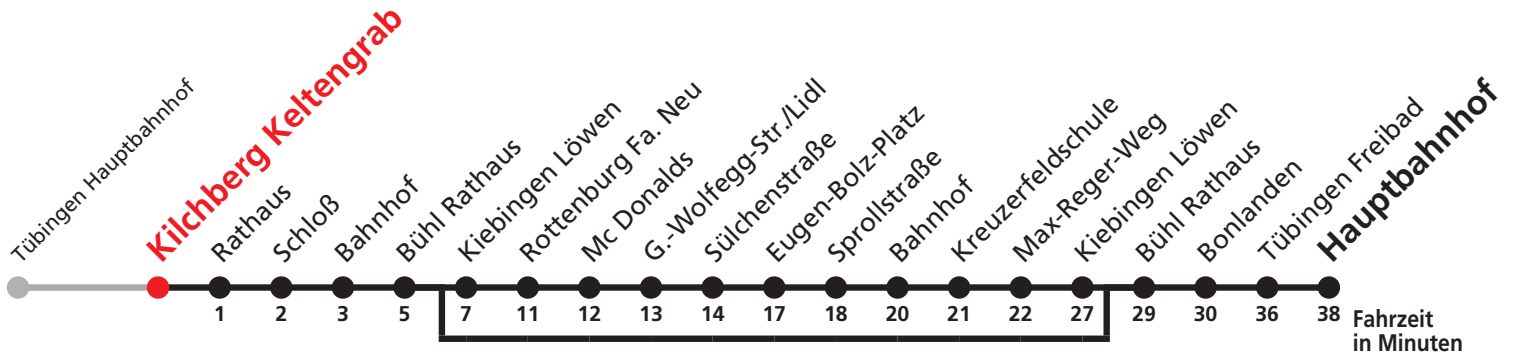 Tübingen Hauptbahnhof
Kilchberg Keltengrab
Rathaus
Schloß
Bahnhof
Bühl Rathaus
Kiebingen Löwen
Rottenburg Fa. Neu
Mc Donalds
G.-Wolfegg-Str./Lidl
Sülchenstraße
Eugen-Bolz-Platz
Sprollstraße
Bahnhof
Kreuzerfeldschule
Max-Reger-Weg
Kiebingen Löwen
Bühl Rathaus
Bonlanden
Tübingen Freibad
Hauptbahnhof
1 2 3 5 7 11 12 13 14 17 18 20 21 22 27 29 30 36 38
Fahrzeit
in Minuten